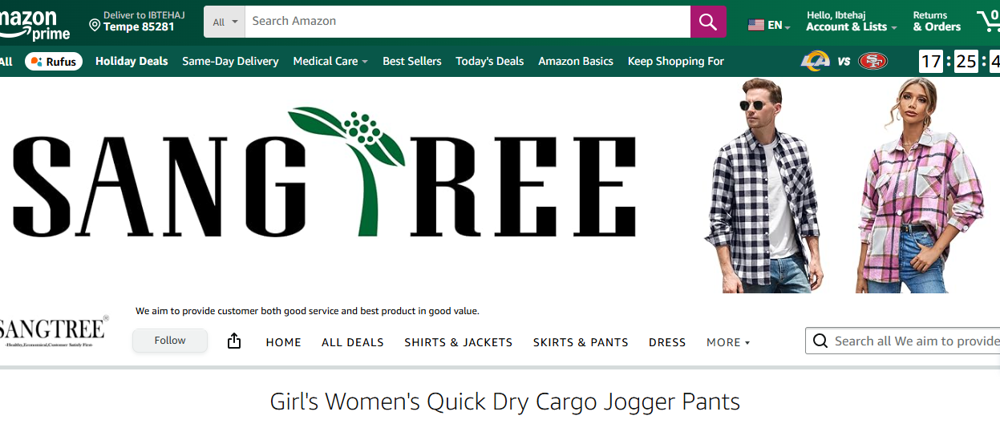 mazon
prime
Deliver to IBTEHAJ
Tempe 85281
All
Search Amazon
EN
Hello, Ibtehaj
Account & Lists
Returns
& Orders
0
All
Rufus
Holiday Deals
Same-Day Delivery
Medical Care
Best Sellers
Today's Deals
Amazon Basics
Keep Shopping For
LA
VS
SF
17 : 25 : 4
SANGTREE
We aim to provide customer both good service and best product in good value.
SANGTREE®
-Healthy,Economical,Customer Satisfy First-
Follow
HOME
ALL DEALS
SHIRTS & JACKETS
SKIRTS & PANTS
DRESS
MORE
Search all We aim to provide
Girl's Women's Quick Dry Cargo Jogger Pants